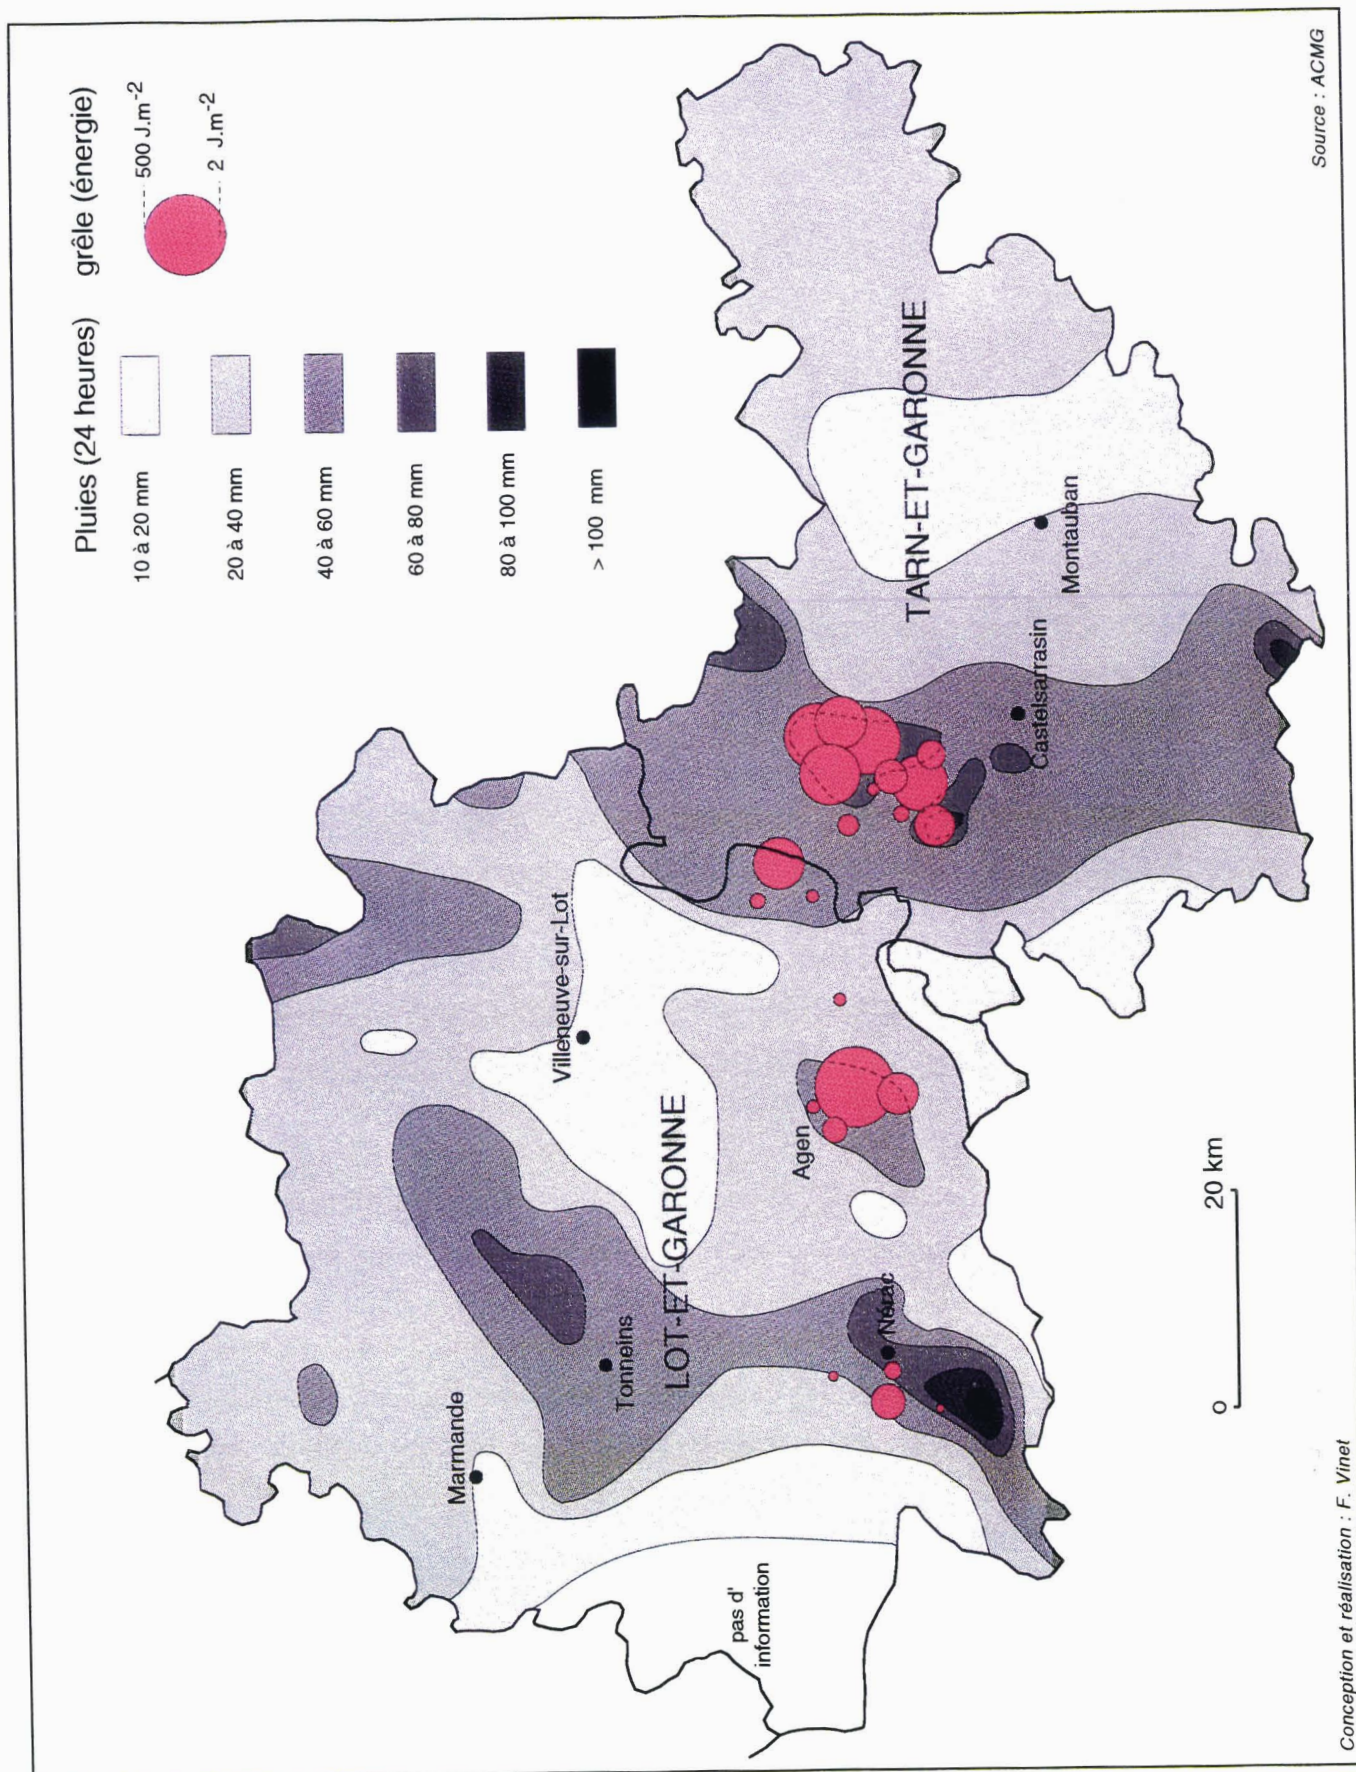 Pluies (24 heures)
10 à 20 mm
20 à 40 mm
40 à 60 mm
60 à 80 mm
80 à 100 mm
> 100 mm
grêle (énergie)
500 J.m-2
2 J.m-2
Marmande
Tonneins
Villeneuve-sur-Lot
LOT-ET-GARONNE
pas d'
information
Agen
Nérac
TARN-ET-GARONNE
Castelsarrasin
Montauban
0 20 km
Conception et réalisation : F. Vinet
Source : ACMG